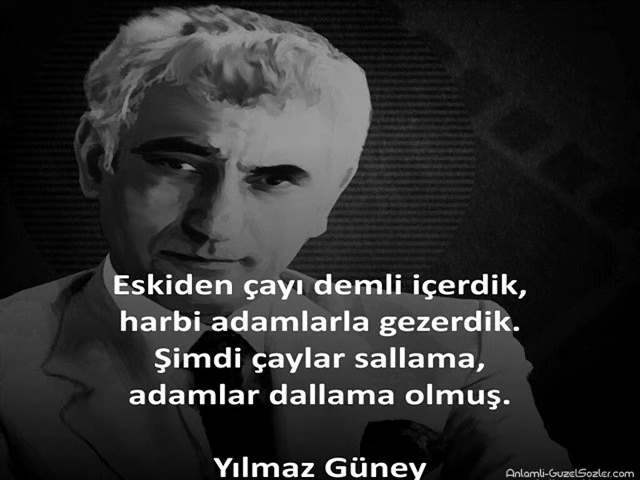 Eskiden çayı demli içerdik,
harbi adamlarla gezerdik.
Şimdi çaylar sallama,
adamlar dallama olmuş.
Yılmaz Güney
Anlamli-GuzelSozler.com